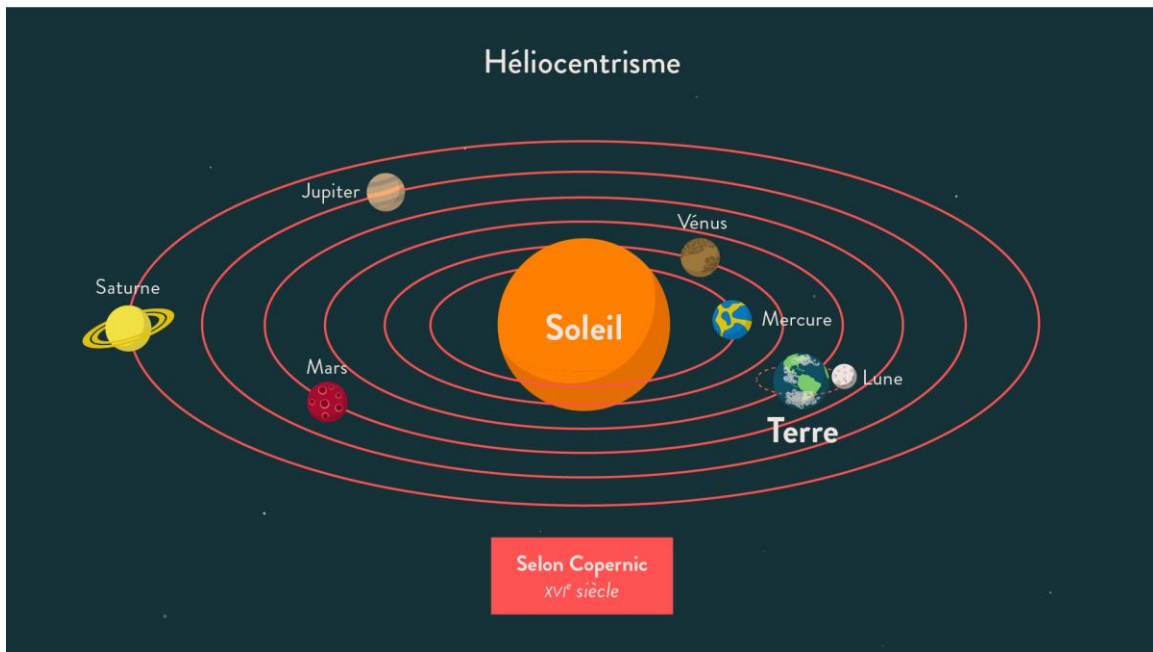 Héliocentrisme
Jupiter
Vénus
Saturne
Soleil
Mercure
Mars
Lune
Terre
Selon Copernic
XVIᵉ siècle